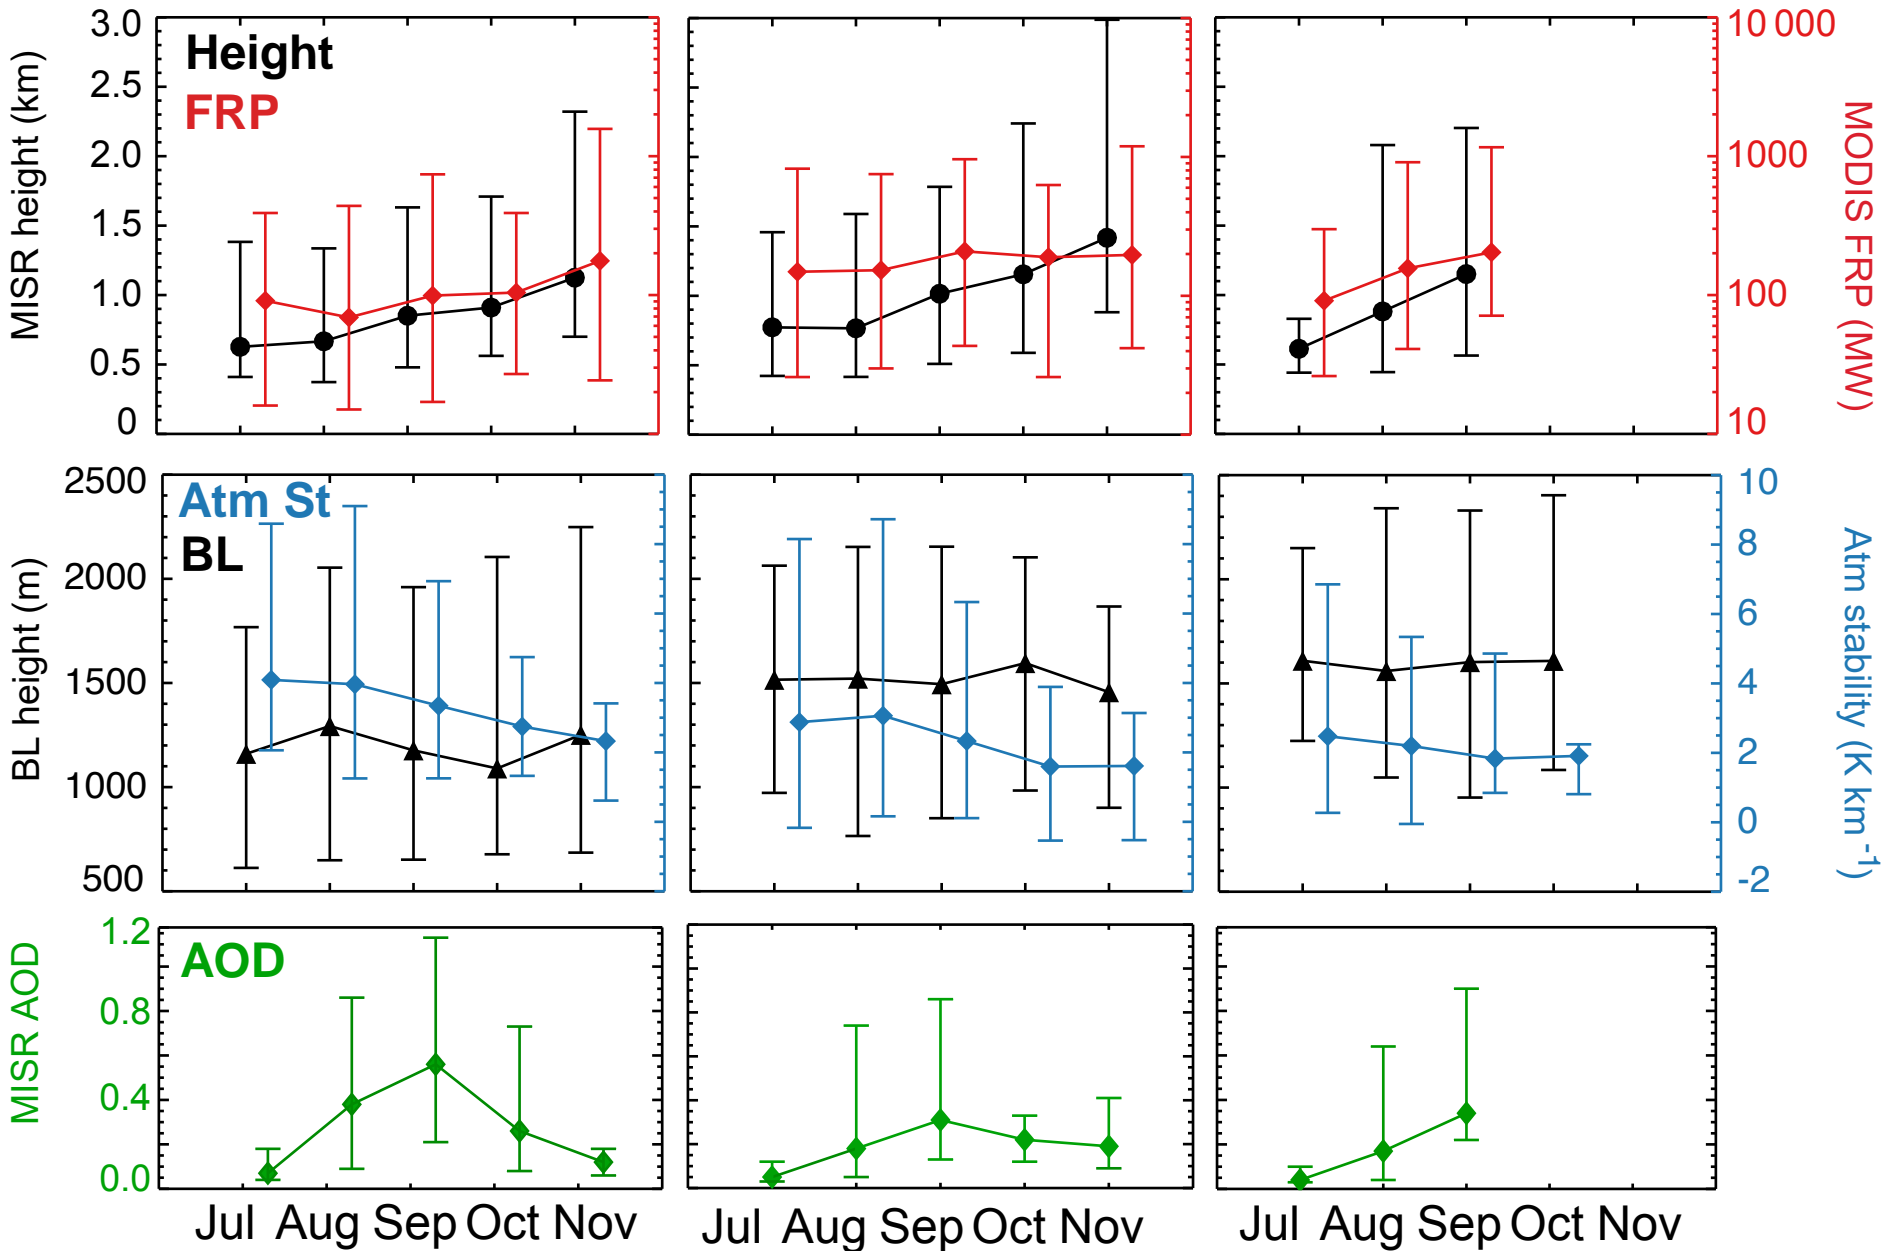 3.0
2.5
2.0
1.5
1.0
0.5
0
MISR height (km)
Height
FRP
10 000
1000
100
10
MODIS FRP (MW)
2500
2000
1500
1000
500
BL height (m)
Atm St
BL
10
8
6
4
2
0
-2
Atm stability (K km-1)
1.2
0.8
0.4
0.0
MISR AOD
AOD
Jul Aug Sep Oct Nov
Jul Aug Sep Oct Nov
Jul Aug Sep Oct Nov